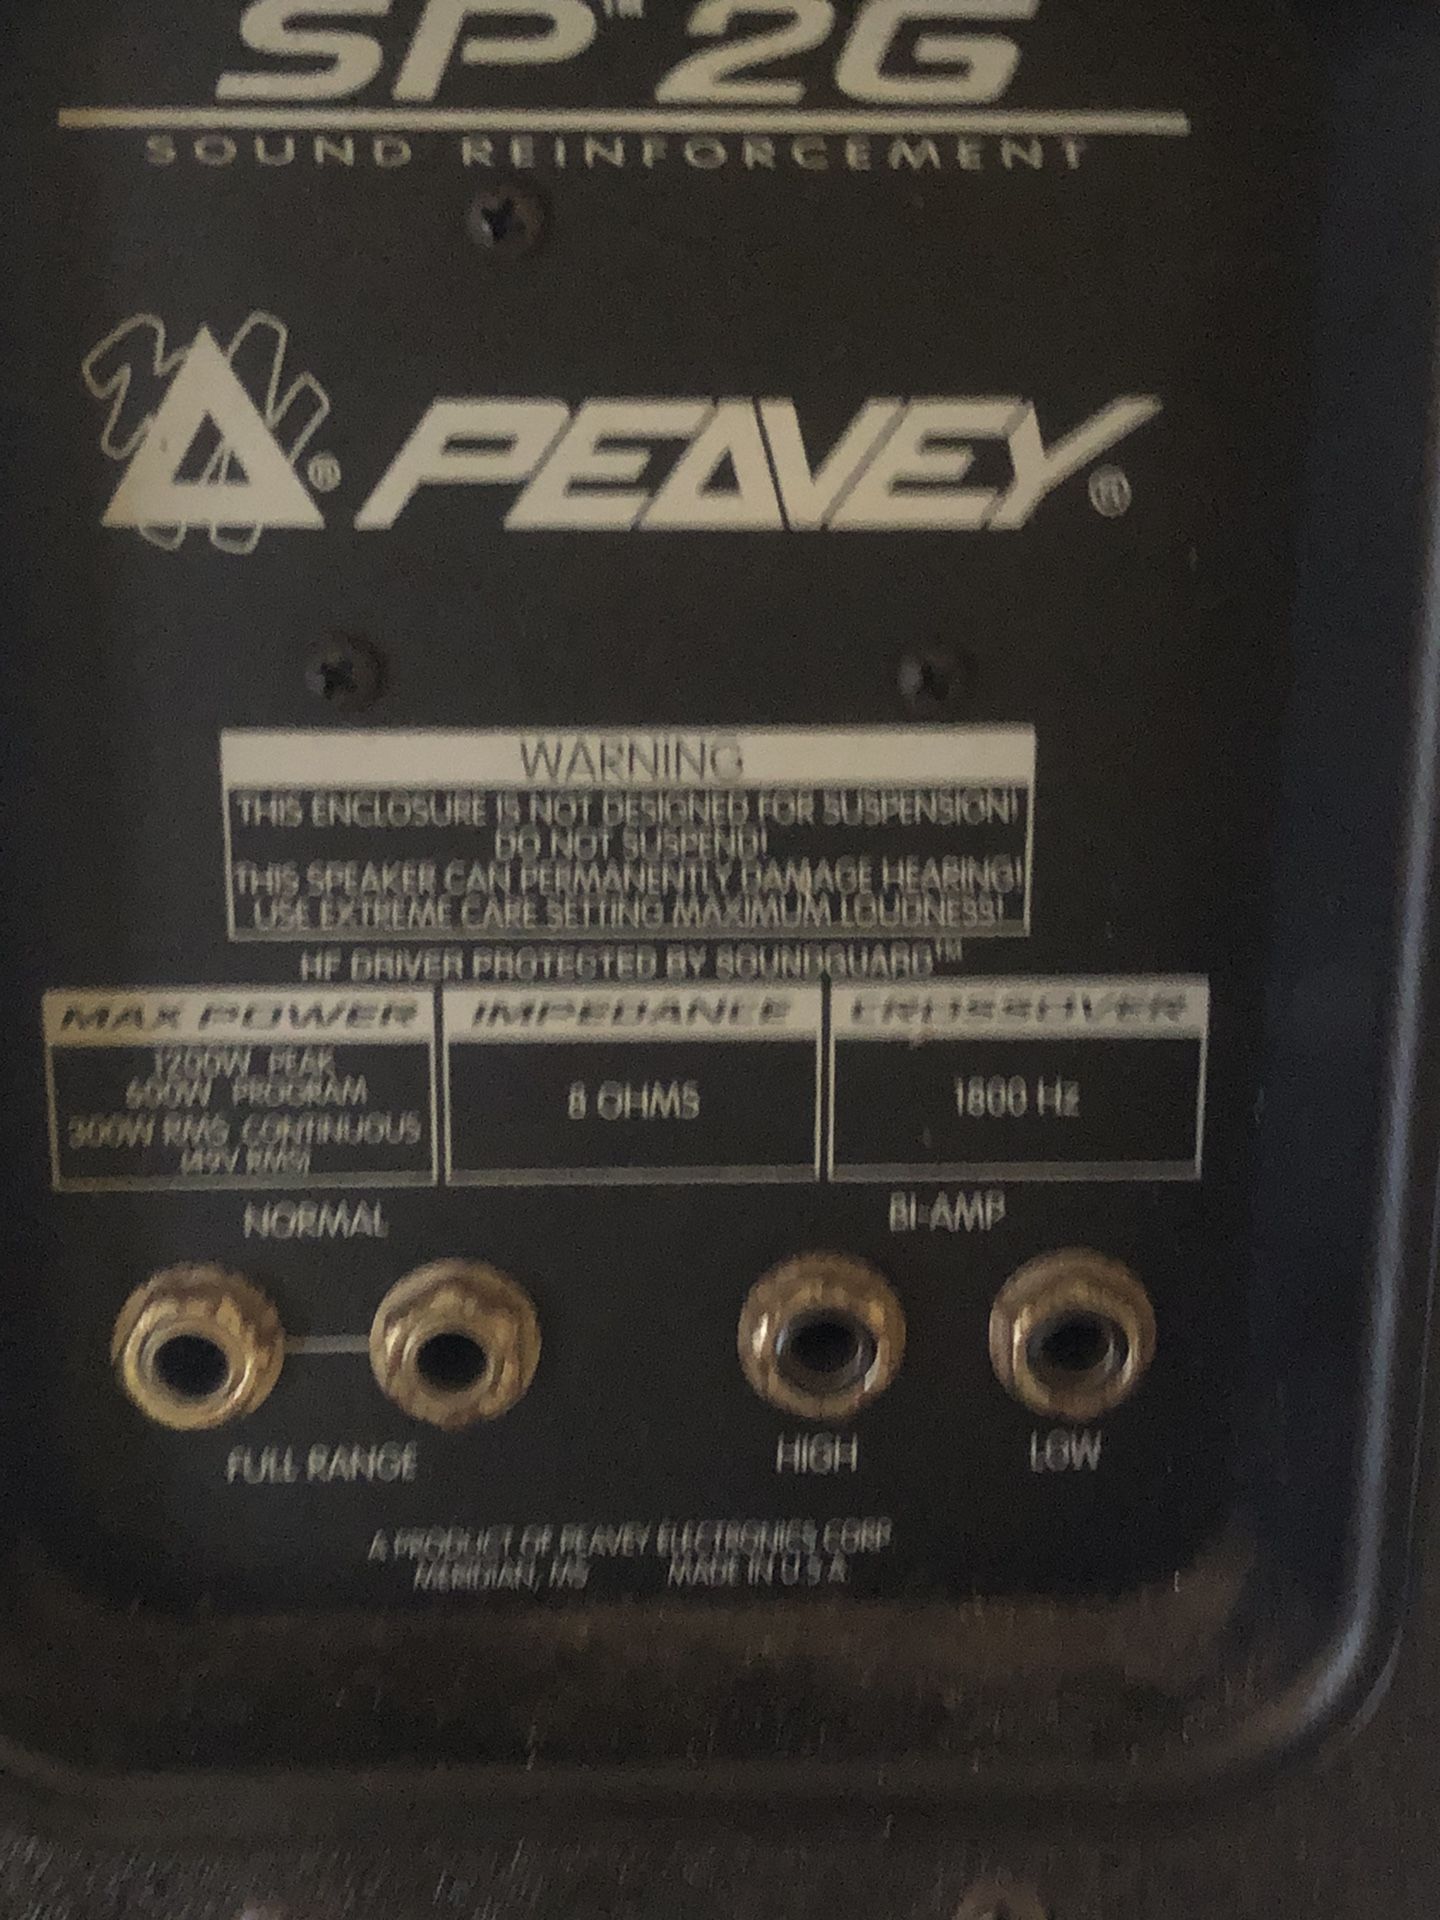 SP™ 2G
SOUND REINFORCEMENT
® PEAVEY ®
WARNING
THIS ENCLOSURE IS NOT DESIGNED FOR SUSPENSION!
DO NOT SUSPEND!
THIS SPEAKER CAN PERMANENTLY DAMAGE HEARING!
USE EXTREME CARE SETTING MAXIMUM LOUDNESS!
HF DRIVER PROTECTED BY SOUNDGUARD™
MAX POWER
1200W PEAK
600W PROGRAM
300W RMS CONTINUOUS
(49V RMS)
IMPEDANCE
8 OHMS
CROSSOVER
1800 Hz
NORMAL
BI-AMP
FULL RANGE
HIGH
LOW
A PRODUCT OF PEAVEY ELECTRONICS CORP
MERIDIAN, MS MADE IN U.S.A.